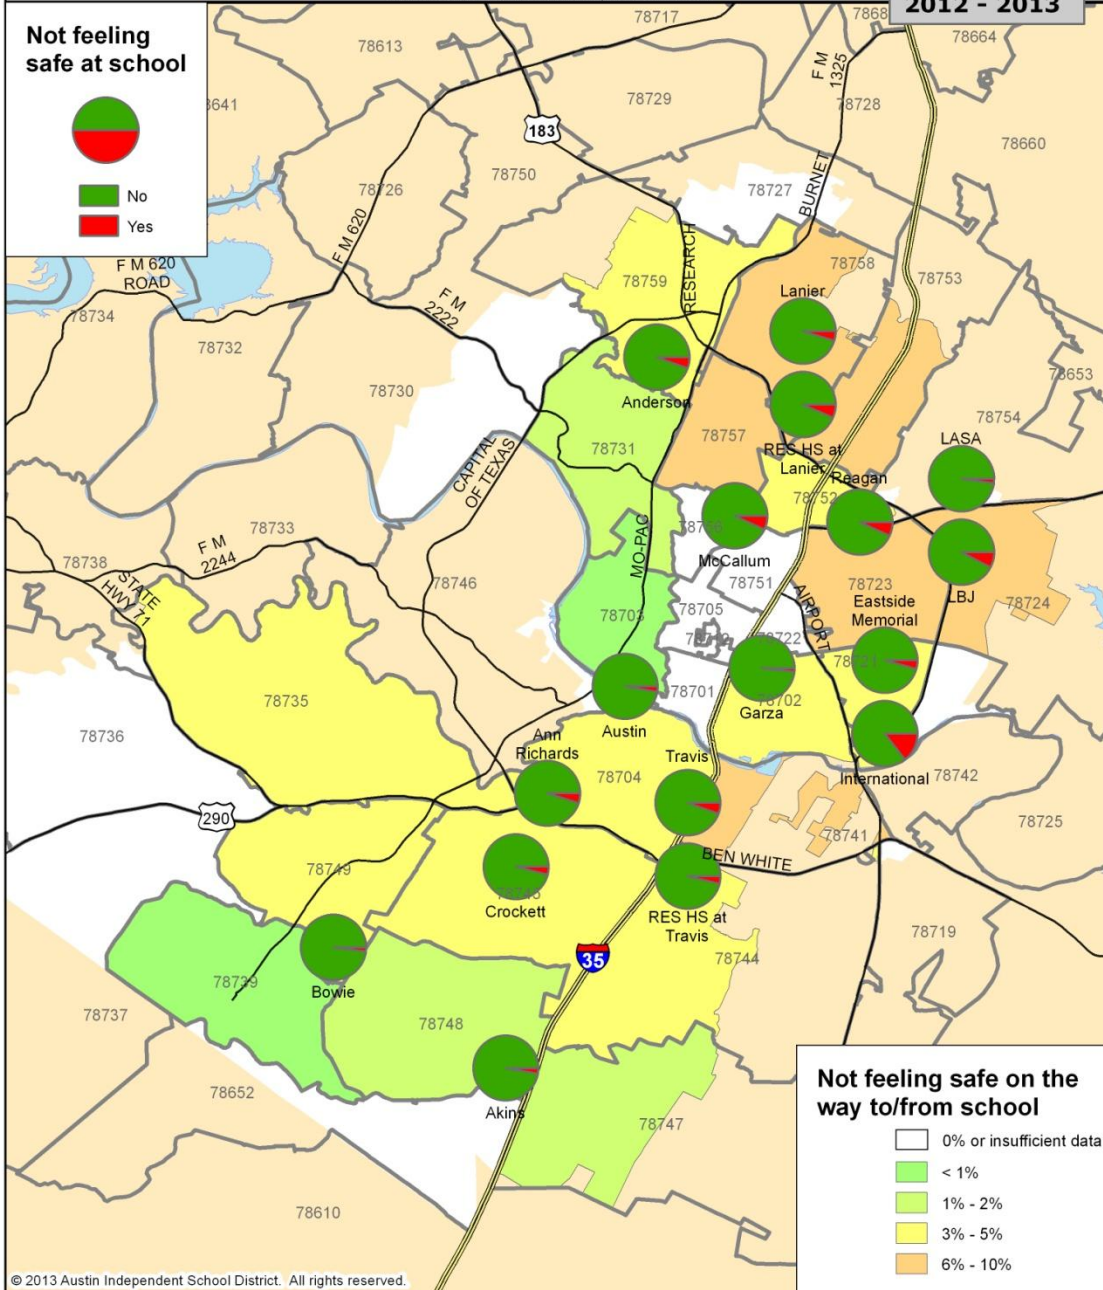 2012 - 2013
Not feeling
safe at school
No
Yes
78717
78613
78664
F M
1325
78729
78728
183
78660
78750
78727
78726
BURNET
F M 620
F M 620
ROAD
RESEARCH
78758
78753
78759
Lanier
F M
2222
78734
78732
78730
Anderson
78653
78754
78757
78731
RES HS at
Lanier
LASA
Reagan
CAPITAL
OF TEXAS
78752
78733
F M
2244
MO-PAC
McCallum
78738
78746
78751
78723
LBJ
78724
STATE
HWY 71
AIRPORT
Eastside
Memorial
78703
78705
78722
78721
78735
78701
78702
Garza
78736
Austin
Ann
Richards
78704
Travis
International
78742
290
78741
78725
BEN WHITE
78749
78745
Crockett
RES HS at
Travis
78719
35
78744
78739
Bowie
78737
78748
78652
Akins
78747
78610
Not feeling safe on the
way to/from school
0% or insufficient data
< 1%
1% - 2%
3% - 5%
6% - 10%
© 2013 Austin Independent School District. All rights reserved.